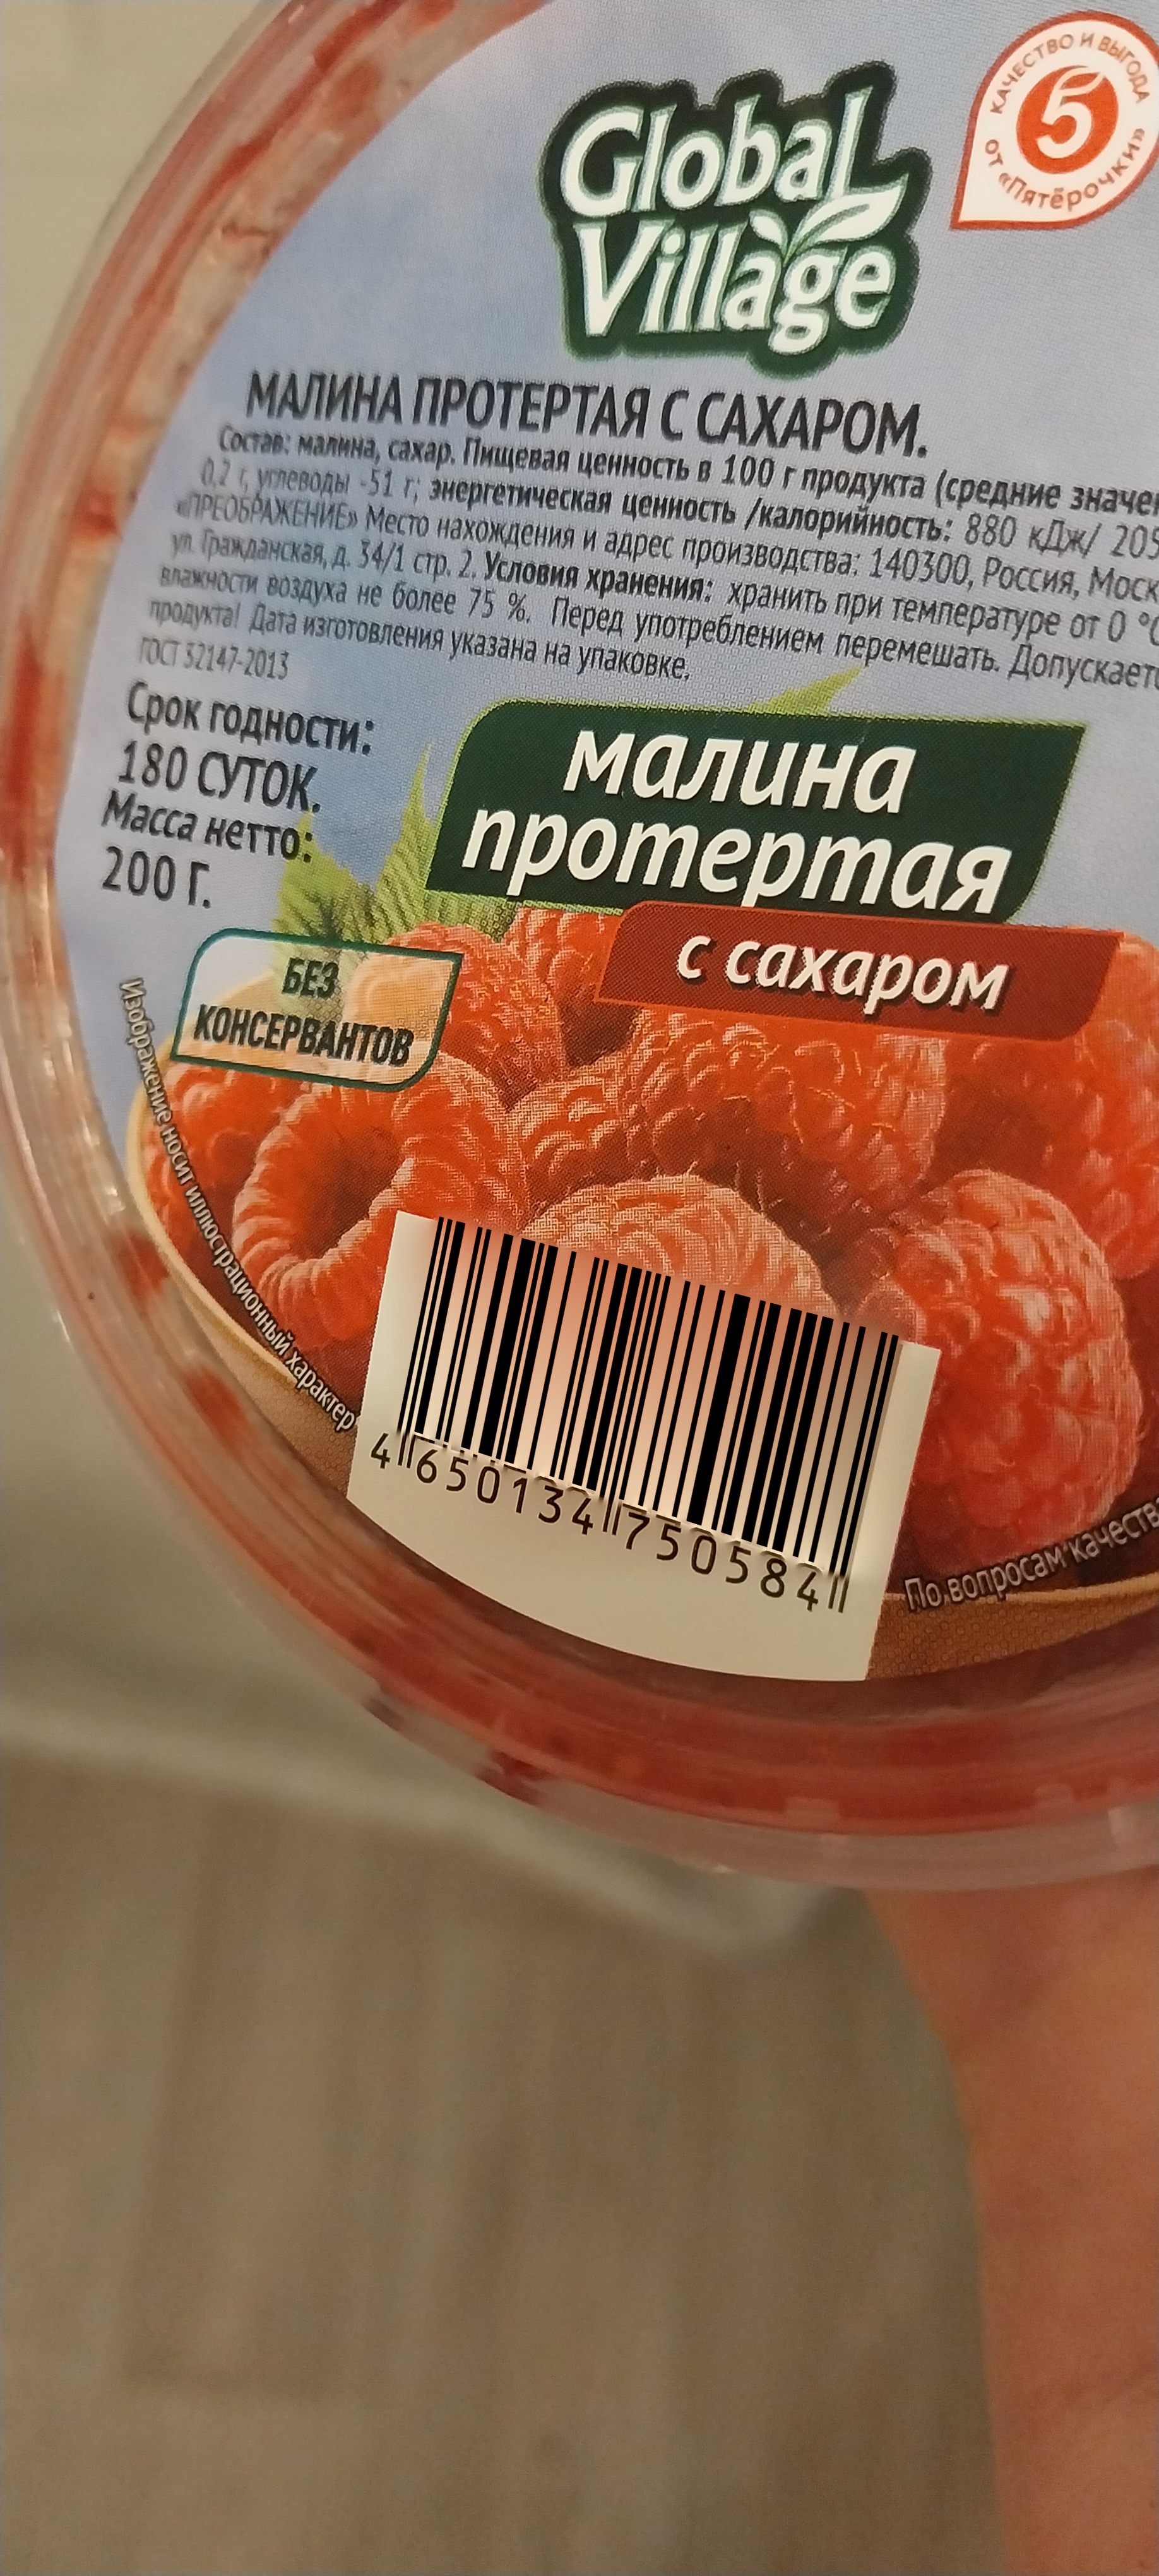 КАЧЕСТВО И ВЫГОДА
5
от «Пятёрочки»
Global
Village
МАЛИНА ПРОТЕРТАЯ С САХАРОМ.
Состав: малина, сахар. Пищевая ценность в 100 г продукта (средние
0,2 г, углеводы -51 г; энергетическая ценность /калорийность: 880 кДж/ 205
«ПРЕОБРАЖЕНИЕ» Место нахождения и адрес производства: 140300, Россия,
ул. Гражданская, д. 34/1 стр. 2. Условия хранения: хранить при температуре от 0
влажности воздуха не более 75 %. Перед употреблением перемешать.
продукта! Дата изготовления указана на упаковке.
ГОСТ 32147-2013
Срок годности:
180 СУТОК.
Масса нетто:
200 Г.
малина
протертая
с сахаром
БЕЗ
КОНСЕРВАНТОВ
Изображение носит иллюстрационный характер
4 650134 750584
По вопросам качества